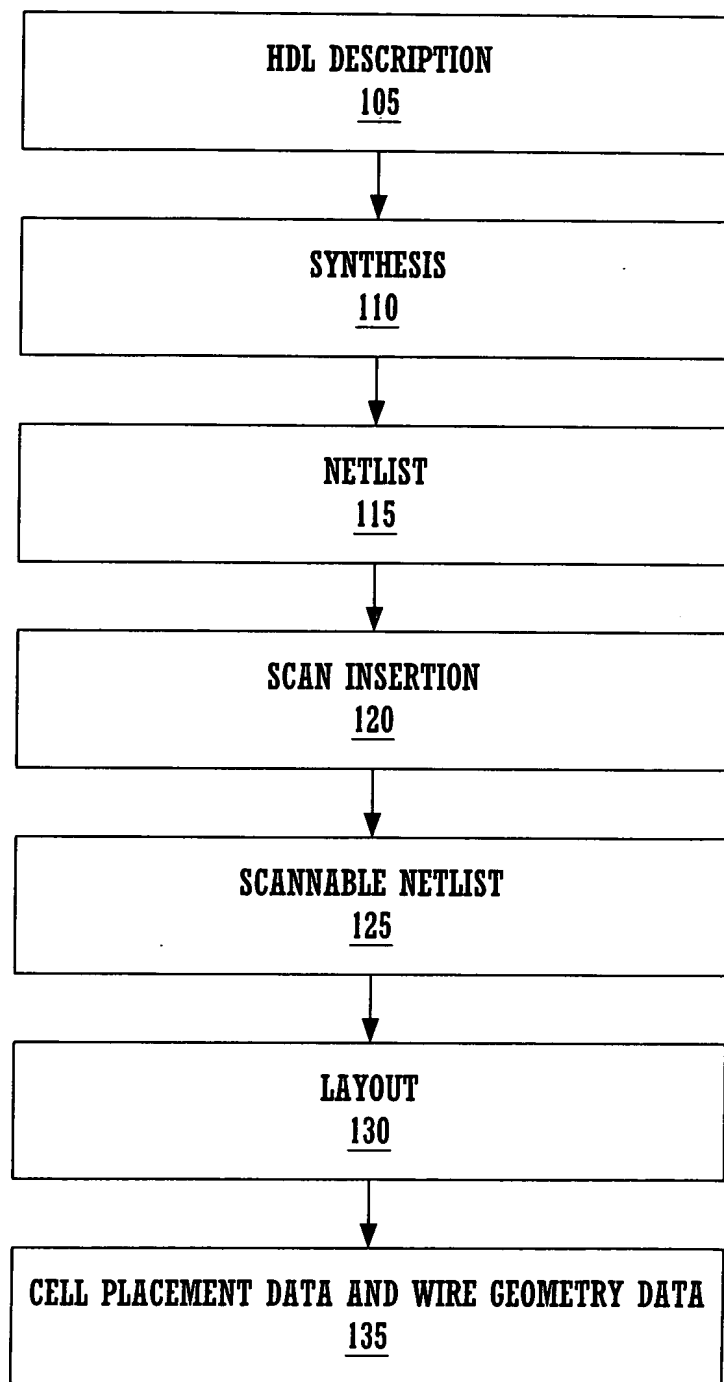 HDL DESCRIPTION
105
SYNTHESIS
110
NETLIST
115
SCAN INSERTION
120
SCANNABLE NETLIST
125
LAYOUT
130
CELL PLACEMENT DATA AND WIRE GEOMETRY DATA
135